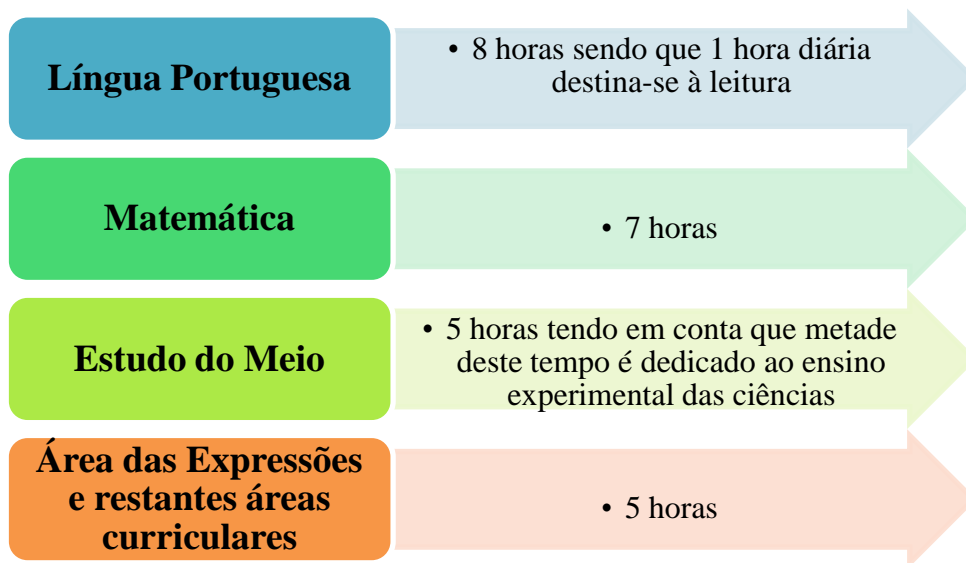 Língua Portuguesa
• 8 horas sendo que 1 hora diária
destina-se à leitura
Matemática
• 7 horas
Estudo do Meio
• 5 horas tendo em conta que metade
deste tempo é dedicado ao ensino
experimental das ciências
Área das Expressões
e restantes áreas
curriculares
• 5 horas